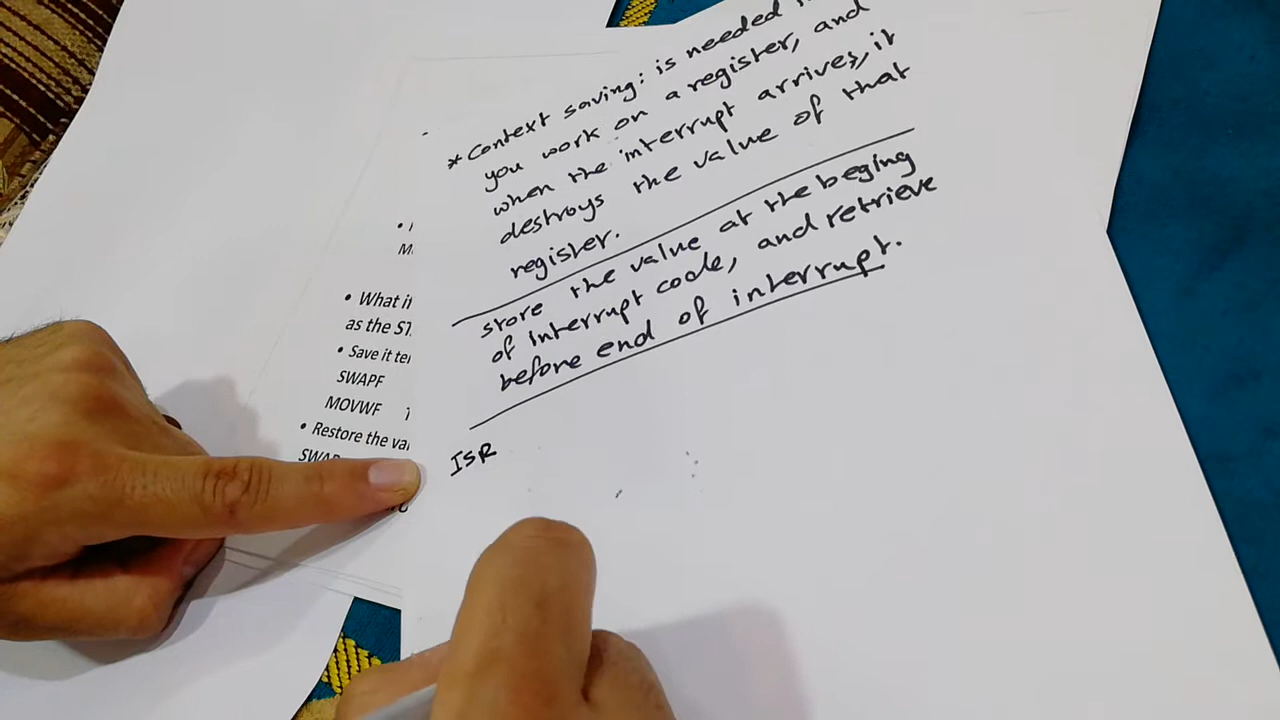 * Context saving: is needed
you work on a register, and
when the interrupt arrives, it
destroys the value of that
register.
store the value at the beging
of interrupt code, and retrieve
before end of interrupt.
ISR
• What it
as the ST
• Save it te
SWAPF
MOVWF
• Restore the va